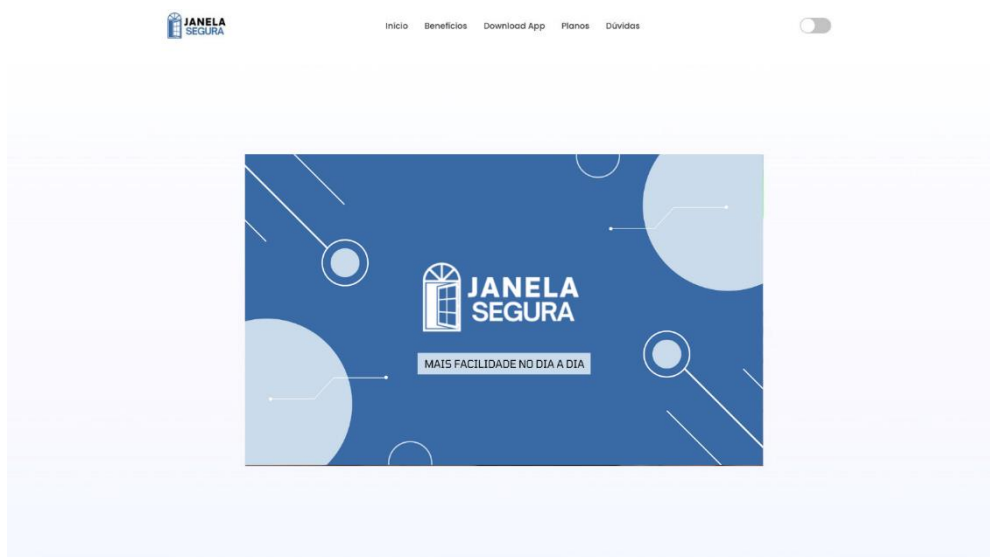 JANELA
SEGURA
Início Benefícios Download App Planos Dúvidas
JANELA
SEGURA
MAIS FACILIDADE NO DIA A DIA